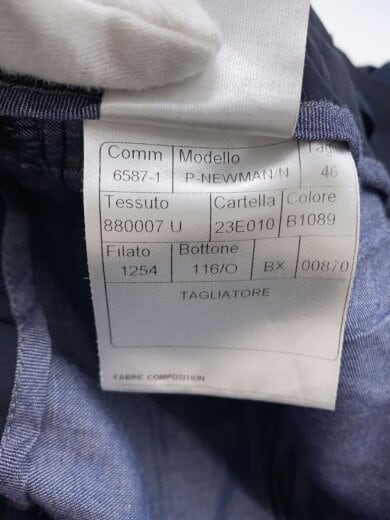 Comm Modello Tag
6587-1 P-NEWMAN/N 46
Tessuto Cartella Colore
880007 U 23E010 B1089
Filato Bottone
1254 116/O BX 00870
TAGLIATORE
FABRIC COMPOSITION